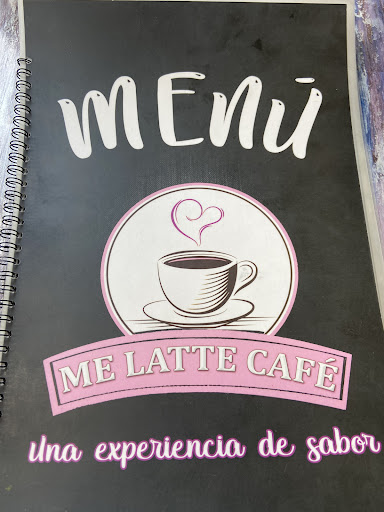 MENÚ
ME LATTE CAFÉ
Una experiencia de sabor